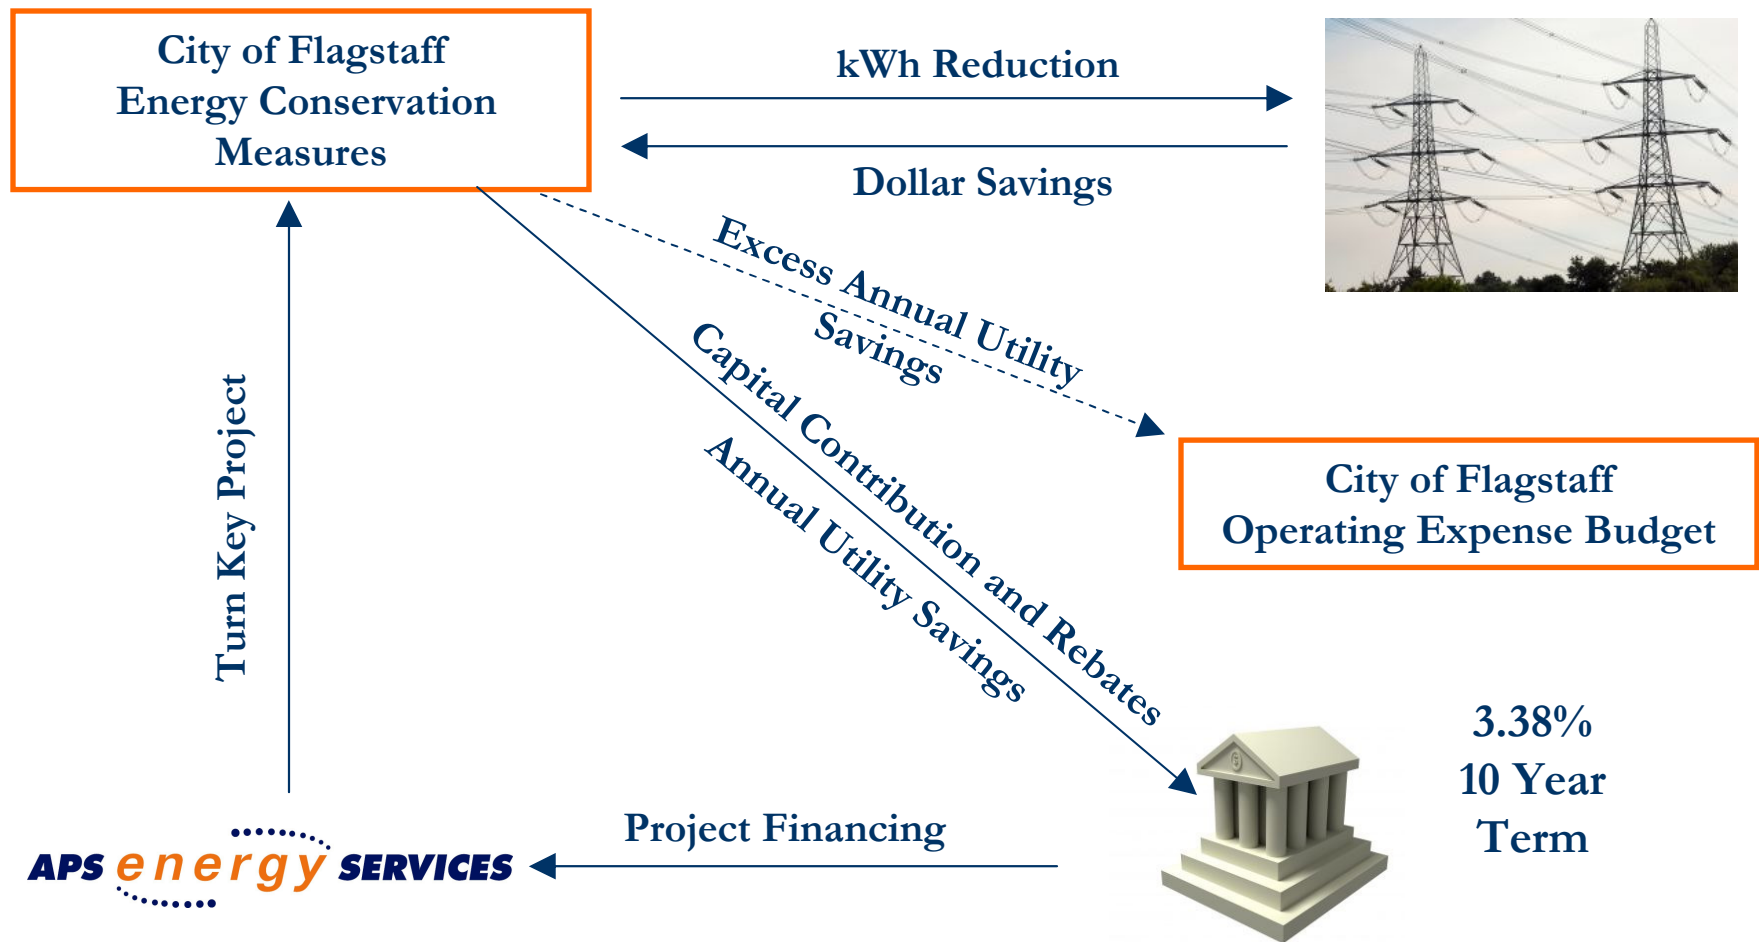 City of Flagstaff
Energy Conservation
Measures
kWh Reduction
Dollar Savings
Excess Annual Utility
Savings
Capital Contribution and Rebates
Annual Utility Savings
City of Flagstaff
Operating Expense Budget
Turn Key Project
3.38%
10 Year
Term
Project Financing
APS energy SERVICES